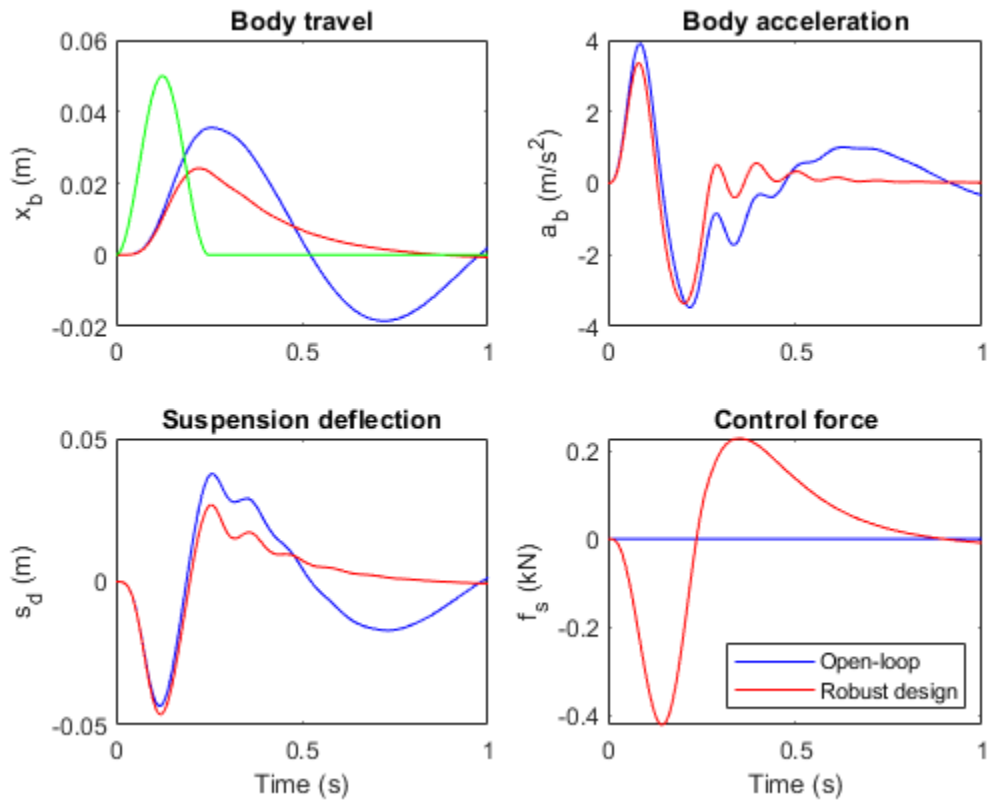 Body travel
0.06
0.04
0.02
0
-0.02
x_b (m)
0
0.5
1
Body acceleration
4
2
0
-2
-4
a_b (m/s²)
0
0.5
1
Suspension deflection
0.05
0
-0.05
s_d (m)
0
0.5
1
Time (s)
Control force
0.2
0
-0.2
-0.4
f_s (kN)
Open-loop
Robust design
0
0.5
1
Time (s)